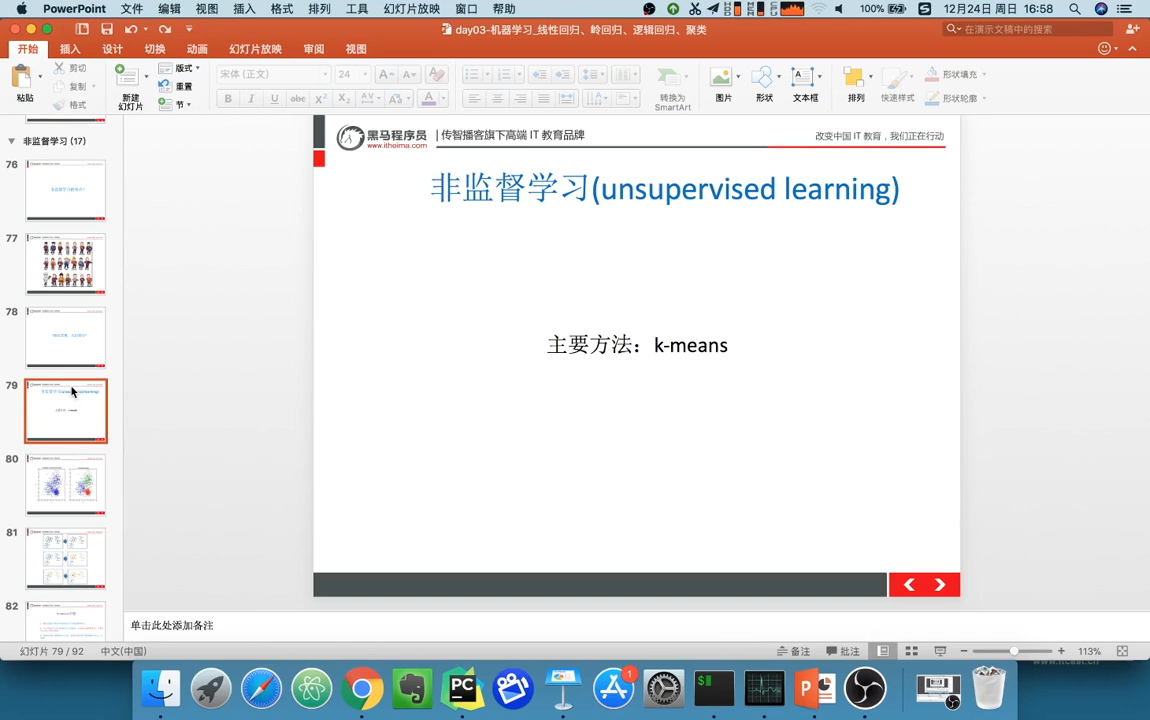 PowerPoint 文件 编辑 视图 插入 格式 排列 工具 幻灯片放映 窗口 帮助 100% 12月24日 周日 16:58
day03-机器学习_线性回归、岭回归、逻辑回归、聚类
在演示文稿中的搜索
开始 插入 设计 切换 动画 幻灯片放映 审阅 视图
粘贴 剪切 复制 格式 新建 幻灯片 版式 重置 节 宋体 (正文) 24 转换为 SmartArt 图片 形状 文本框 排列 快速样式 形状填充 形状轮廓
非监督学习 (17)
76
77
78
79
80
81
82
黑马程序员 | 传智播客旗下高端 IT 教育品牌
www.itheima.com
改变中国 IT 教育，我们正在行动
非监督学习(unsupervised learning)
主要方法：k-means
单击此处添加备注
幻灯片 79 / 92 中文(中国) 备注 批注 113%
www.itcast.cn
PC
1
$
P